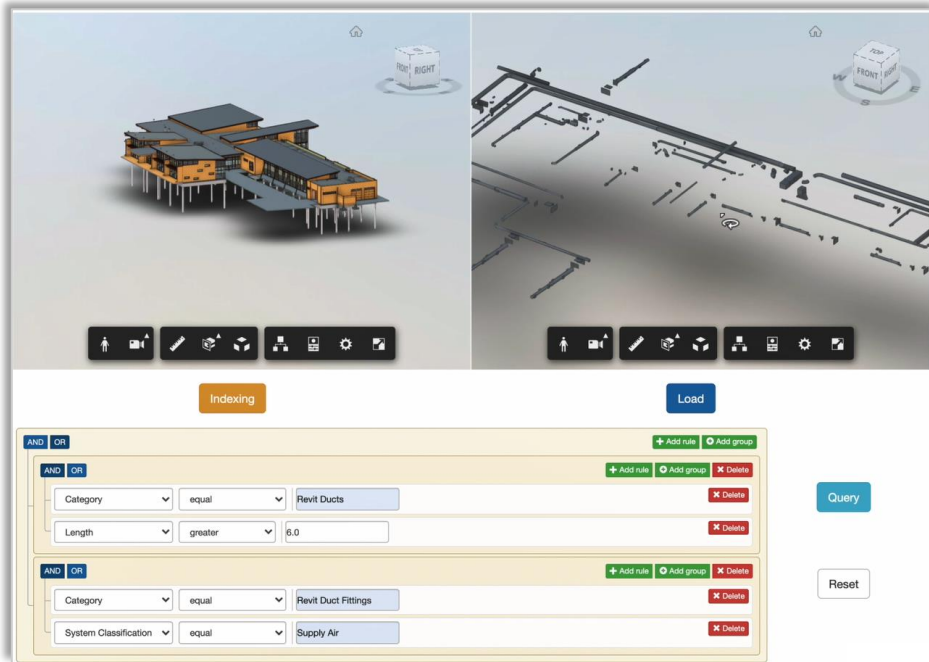 FRONT RIGHT
TOP
FRONT RIGHT
W
S
E
Indexing
Load
AND OR + Add rule Add group
AND OR + Add rule Add group × Delete
Category equal Revit Ducts × Delete
Length greater 6.0 × Delete
AND OR + Add rule Add group × Delete
Category equal Revit Duct Fittings × Delete
System Classification equal Supply Air × Delete
Query
Reset